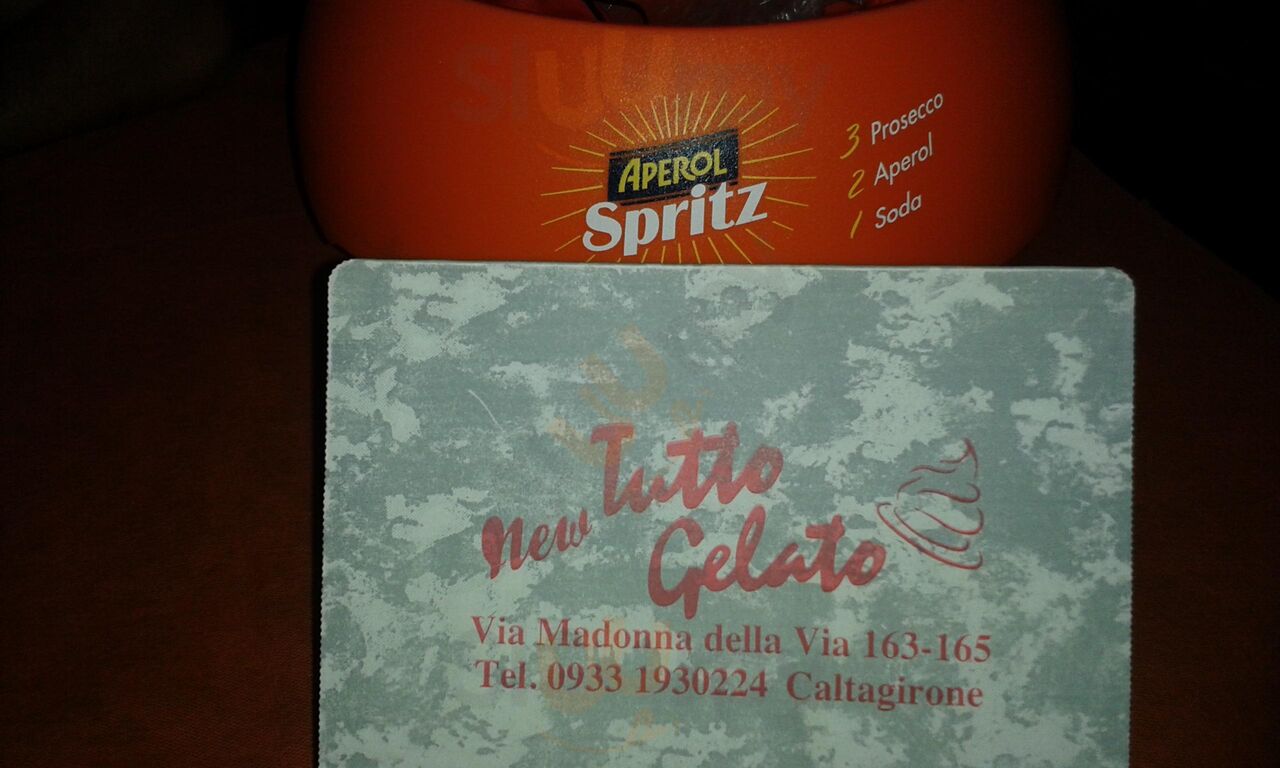 Sluurpy
APEROL
Spritz
3 Prosecco
2 Aperol
1 Soda
New Tutto
Gelato
Via Madonna della Via 163-165
Tel. 0933 1930224 Caltagirone